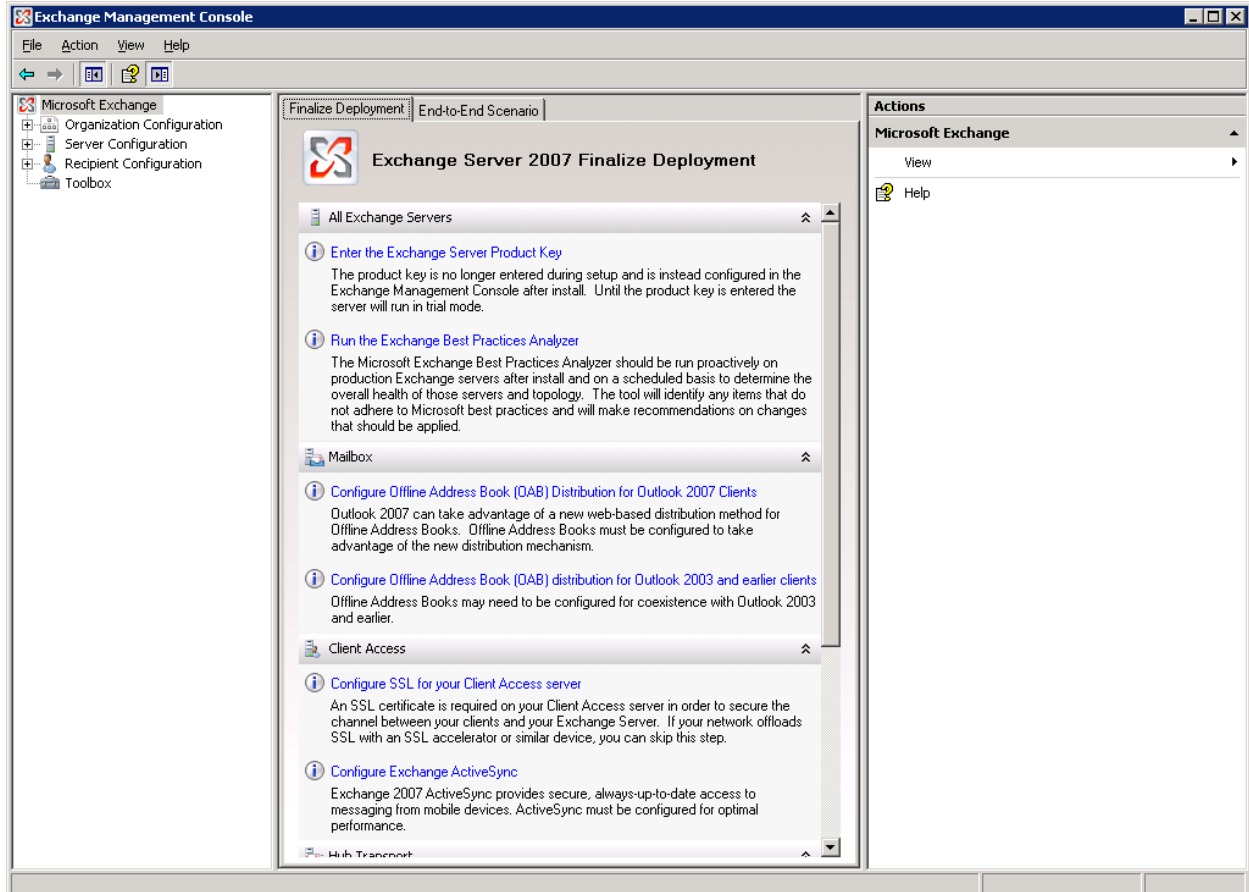 Exchange Management Console
File Action View Help
Microsoft Exchange
Organization Configuration
Server Configuration
Recipient Configuration
Toolbox
Finalize Deployment
End-to-End Scenario
Exchange Server 2007 Finalize Deployment
All Exchange Servers
Enter the Exchange Server Product Key
The product key is no longer entered during setup and is instead configured in the
Exchange Management Console after install. Until the product key is entered the
server will run in trial mode.
Run the Exchange Best Practices Analyzer
The Microsoft Exchange Best Practices Analyzer should be run proactively on
production Exchange servers after install and on a scheduled basis to determine the
overall health of those servers and topology. The tool will identify any items that do
not adhere to Microsoft best practices and will make recommendations on changes
that should be applied.
Mailbox
Configure Offline Address Book (OAB) Distribution for Outlook 2007 Clients
Outlook 2007 can take advantage of a new web-based distribution method for
Offline Address Books. Offline Address Books must be configured to take
advantage of the new distribution mechanism.
Configure Offline Address Book (OAB) distribution for Outlook 2003 and earlier clients
Offline Address Books may need to be configured for coexistence with Outlook 2003
and earlier.
Client Access
Configure SSL for your Client Access server
An SSL certificate is required on your Client Access server in order to secure the
channel between your clients and your Exchange Server. If your network offloads
SSL with an SSL accelerator or similar device, you can skip this step.
Configure Exchange ActiveSync
Exchange 2007 ActiveSync provides secure, always-up-to-date access to
messaging from mobile devices. ActiveSync must be configured for optimal
performance.
Hub Transport
Actions
Microsoft Exchange
View
Help